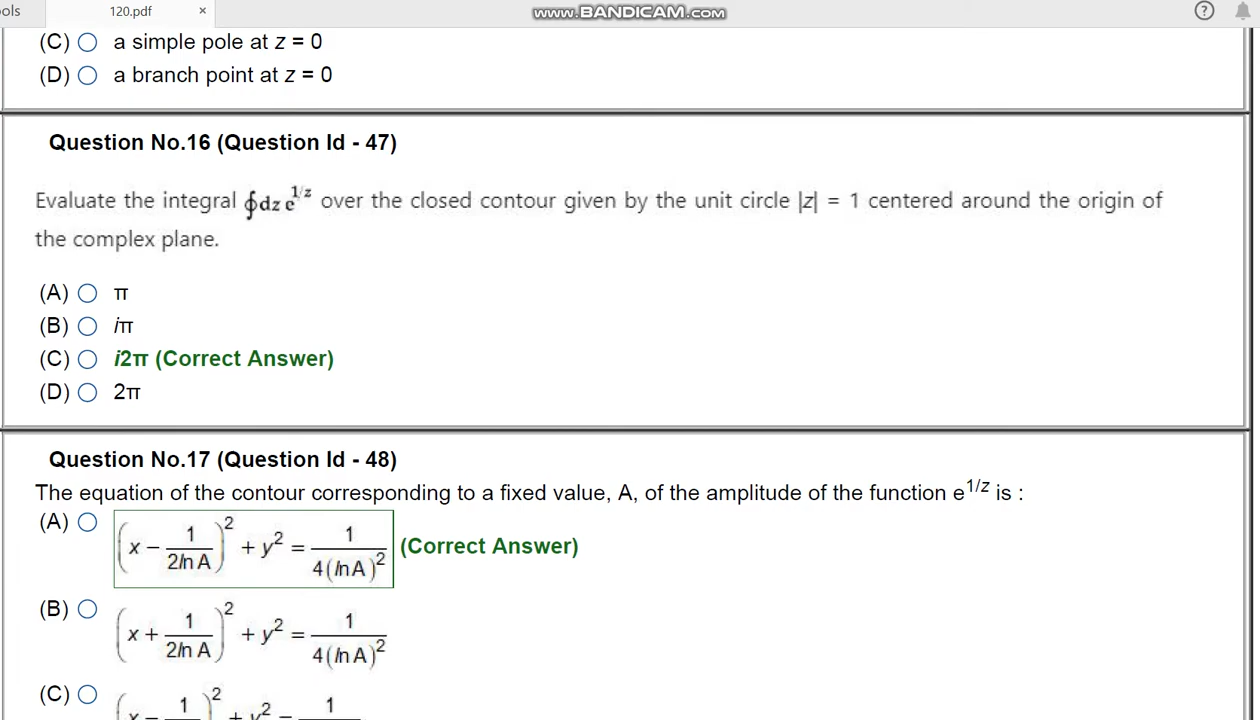 ols 120.pdf × www.BANDICAM.com ?
(C) a simple pole at z = 0
(D) a branch point at z = 0
Question No.16 (Question Id - 47)
Evaluate the integral ∮dz e^{1/z} over the closed contour given by the unit circle |z| = 1 centered around the origin of
the complex plane.
(A) π
(B) iπ
(C) i2π (Correct Answer)
(D) 2π
Question No.17 (Question Id - 48)
The equation of the contour corresponding to a fixed value, A, of the amplitude of the function e^{1/z} is :
(A) (x − 1/(2ln A))² + y² = 1/(4(ln A)²) (Correct Answer)
(B) (x + 1/(2ln A))² + y² = 1/(4(ln A)²)
(C)